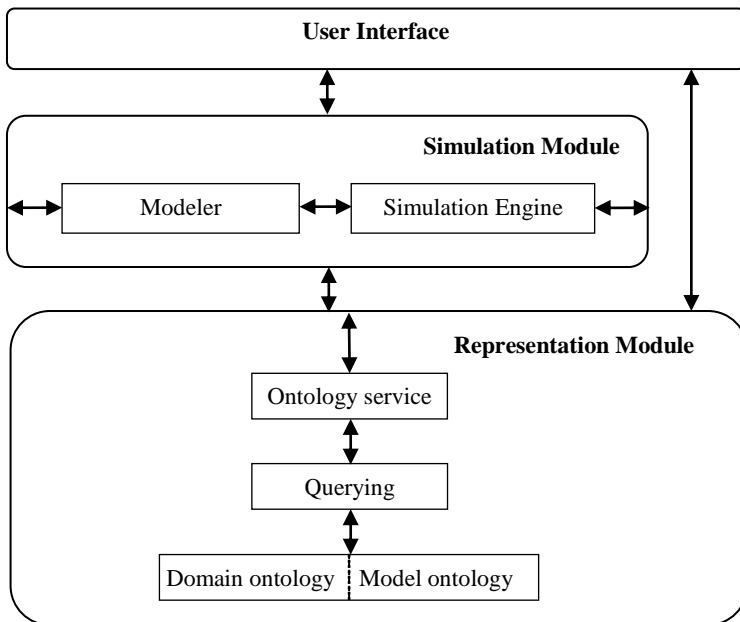 User Interface
Simulation Module
Modeler
Simulation Engine
Representation Module
Ontology service
Querying
Domain ontology
Model ontology